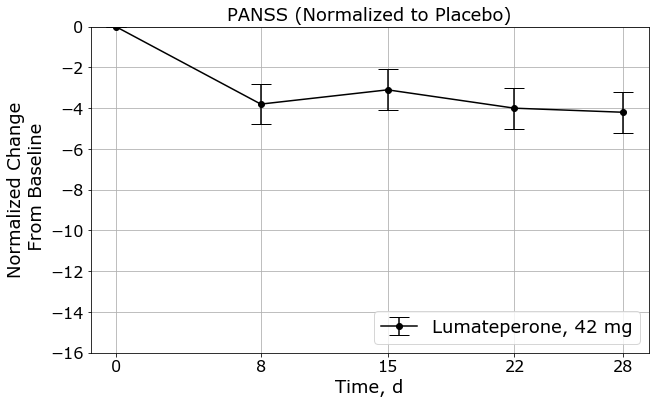 PANSS (Normalized to Placebo)
Normalized Change
From Baseline
0
−2
−4
−6
−8
−10
−12
−14
−16
Lumateperone, 42 mg
0 8 15 22 28
Time, d